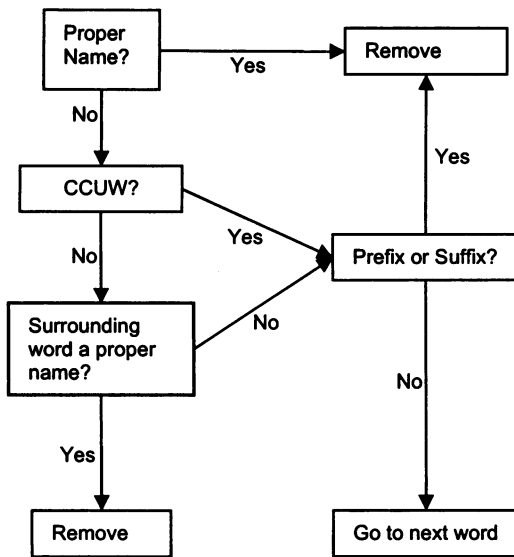 Proper
Name?
Yes
Remove
No
Yes
CCUW?
Yes
No
Prefix or Suffix?
Surrounding
word a proper
name?
No
No
Yes
Remove
Go to next word